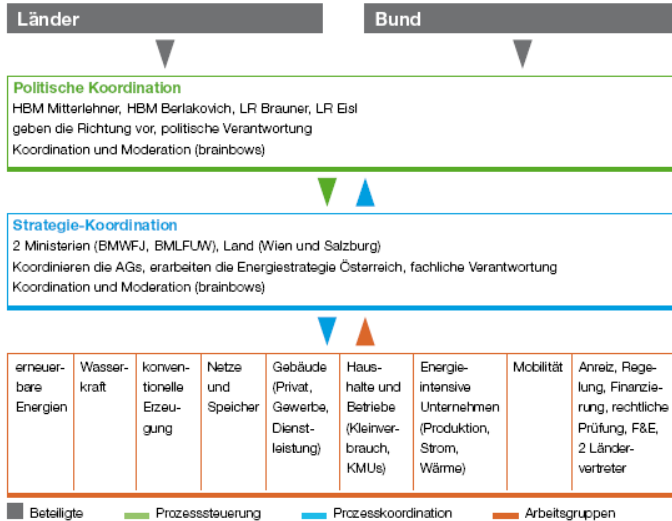 Länder
Bund
Politische Koordination
HBM Mitterlehner, HBM Berlakovich, LR Brauner, LR Eisl
geben die Richtung vor, politische Verantwortung
Koordination und Moderation (brainbows)
Strategie-Koordination
2 Ministerien (BMWFJ, BMLFUW), Land (Wien und Salzburg)
Koordinieren die AGs, erarbeiten die Energiestrategie Österreich, fachliche Verantwortung
Koordination und Moderation (brainbows)
erneuer-
bare
Energien
Wasser-
kraft
konven-
tionelle
Erzeu-
gung
Netze
und
Speicher
Gebäude
(Privat,
Gewerbe,
Dienst-
leistung)
Haus-
halte und
Betriebe
(Kleinver-
brauch,
KMUs)
Energie-
intensive
Unternehmen
(Produktion,
Strom,
Wärme)
Mobilität
Anreiz, Rege-
lung, Finanzie-
rung, rechtliche
Prüfung, F&E,
2 Länder-
vertreter
Beteiligte
Prozesssteuerung
Prozesskoordination
Arbeitsgruppen